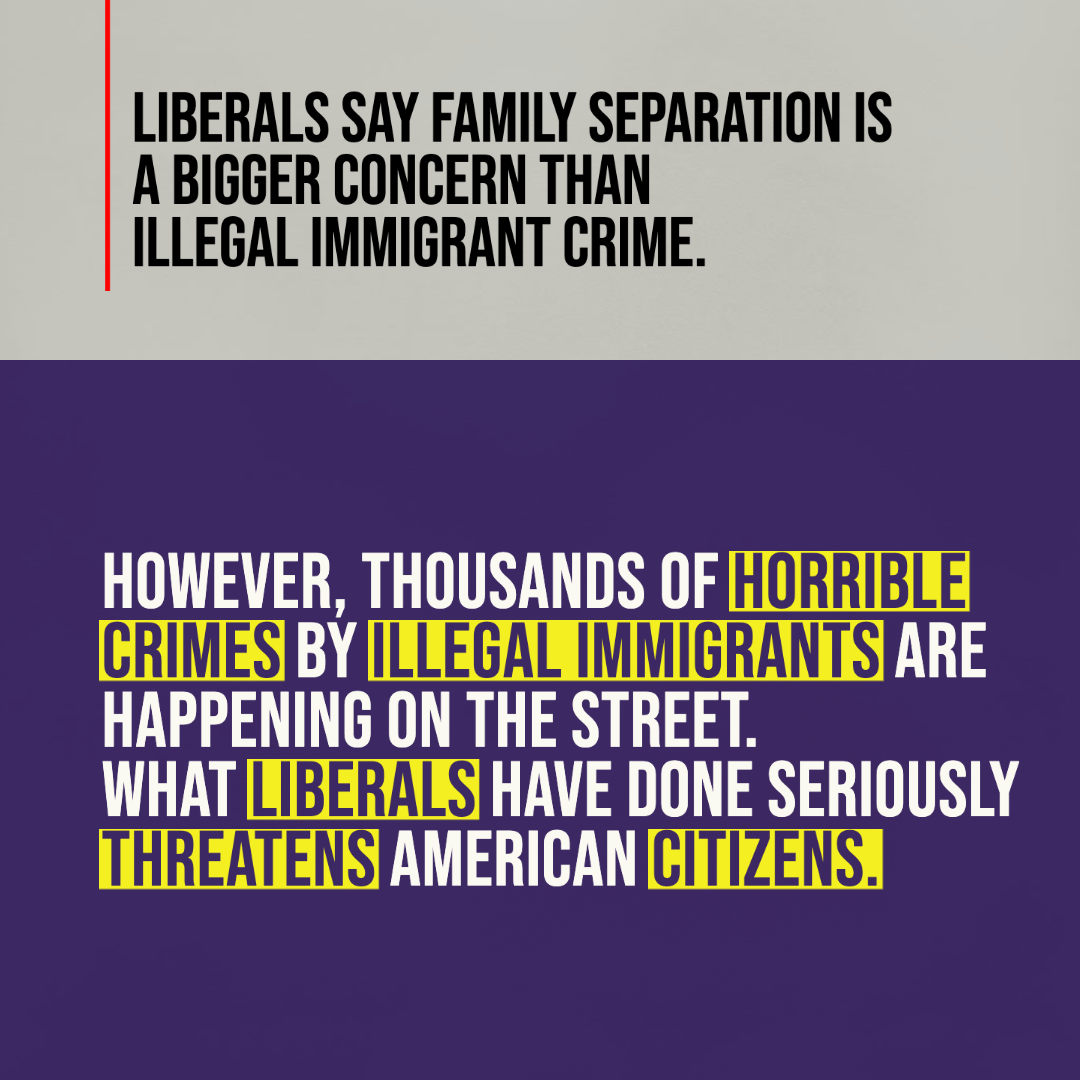 LIBERALS SAY FAMILY SEPARATION IS
A BIGGER CONCERN THAN
ILLEGAL IMMIGRANT CRIME.
HOWEVER, THOUSANDS OF HORRIBLE
CRIMES BY ILLEGAL IMMIGRANTS ARE
HAPPENING ON THE STREET.
WHAT LIBERALS HAVE DONE SERIOUSLY
THREATENS AMERICAN CITIZENS.